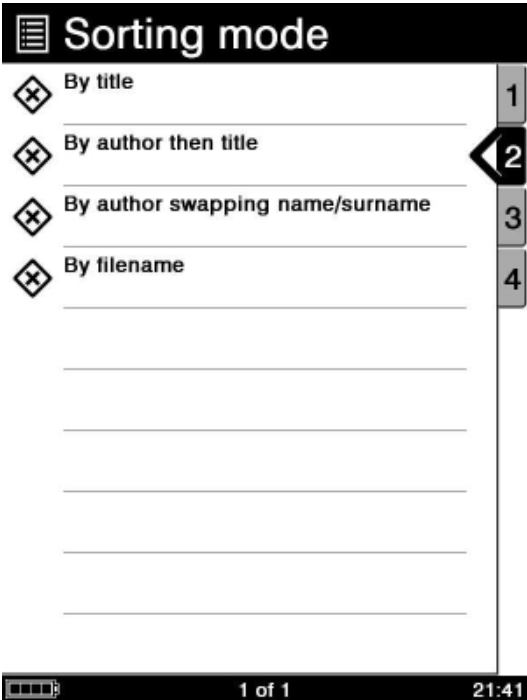 Sorting mode
By title
1
By author then title
2
By author swapping name/surname
3
By filename
4
1 of 1
21:41